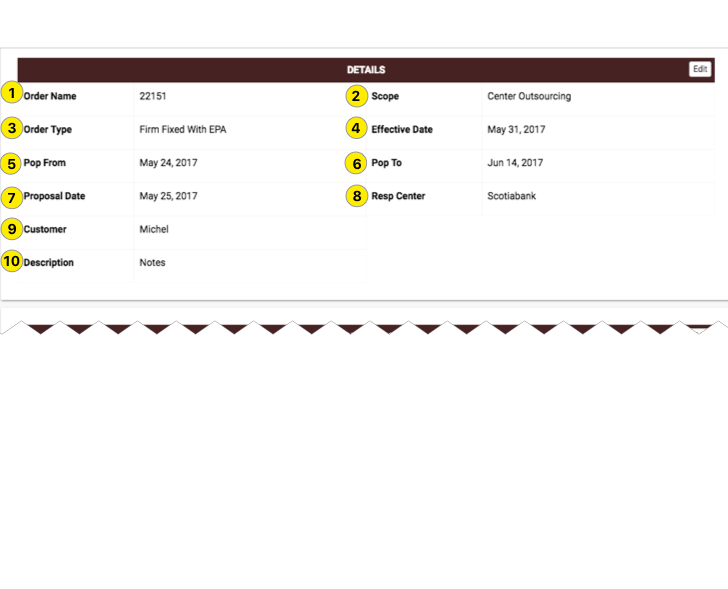 DETAILS Edit
1 Order Name 22151 2 Scope Center Outsourcing
3 Order Type Firm Fixed With EPA 4 Effective Date May 31, 2017
5 Pop From May 24, 2017 6 Pop To Jun 14, 2017
7 Proposal Date May 25, 2017 8 Resp Center Scotiabank
9 Customer Michel
10 Description Notes